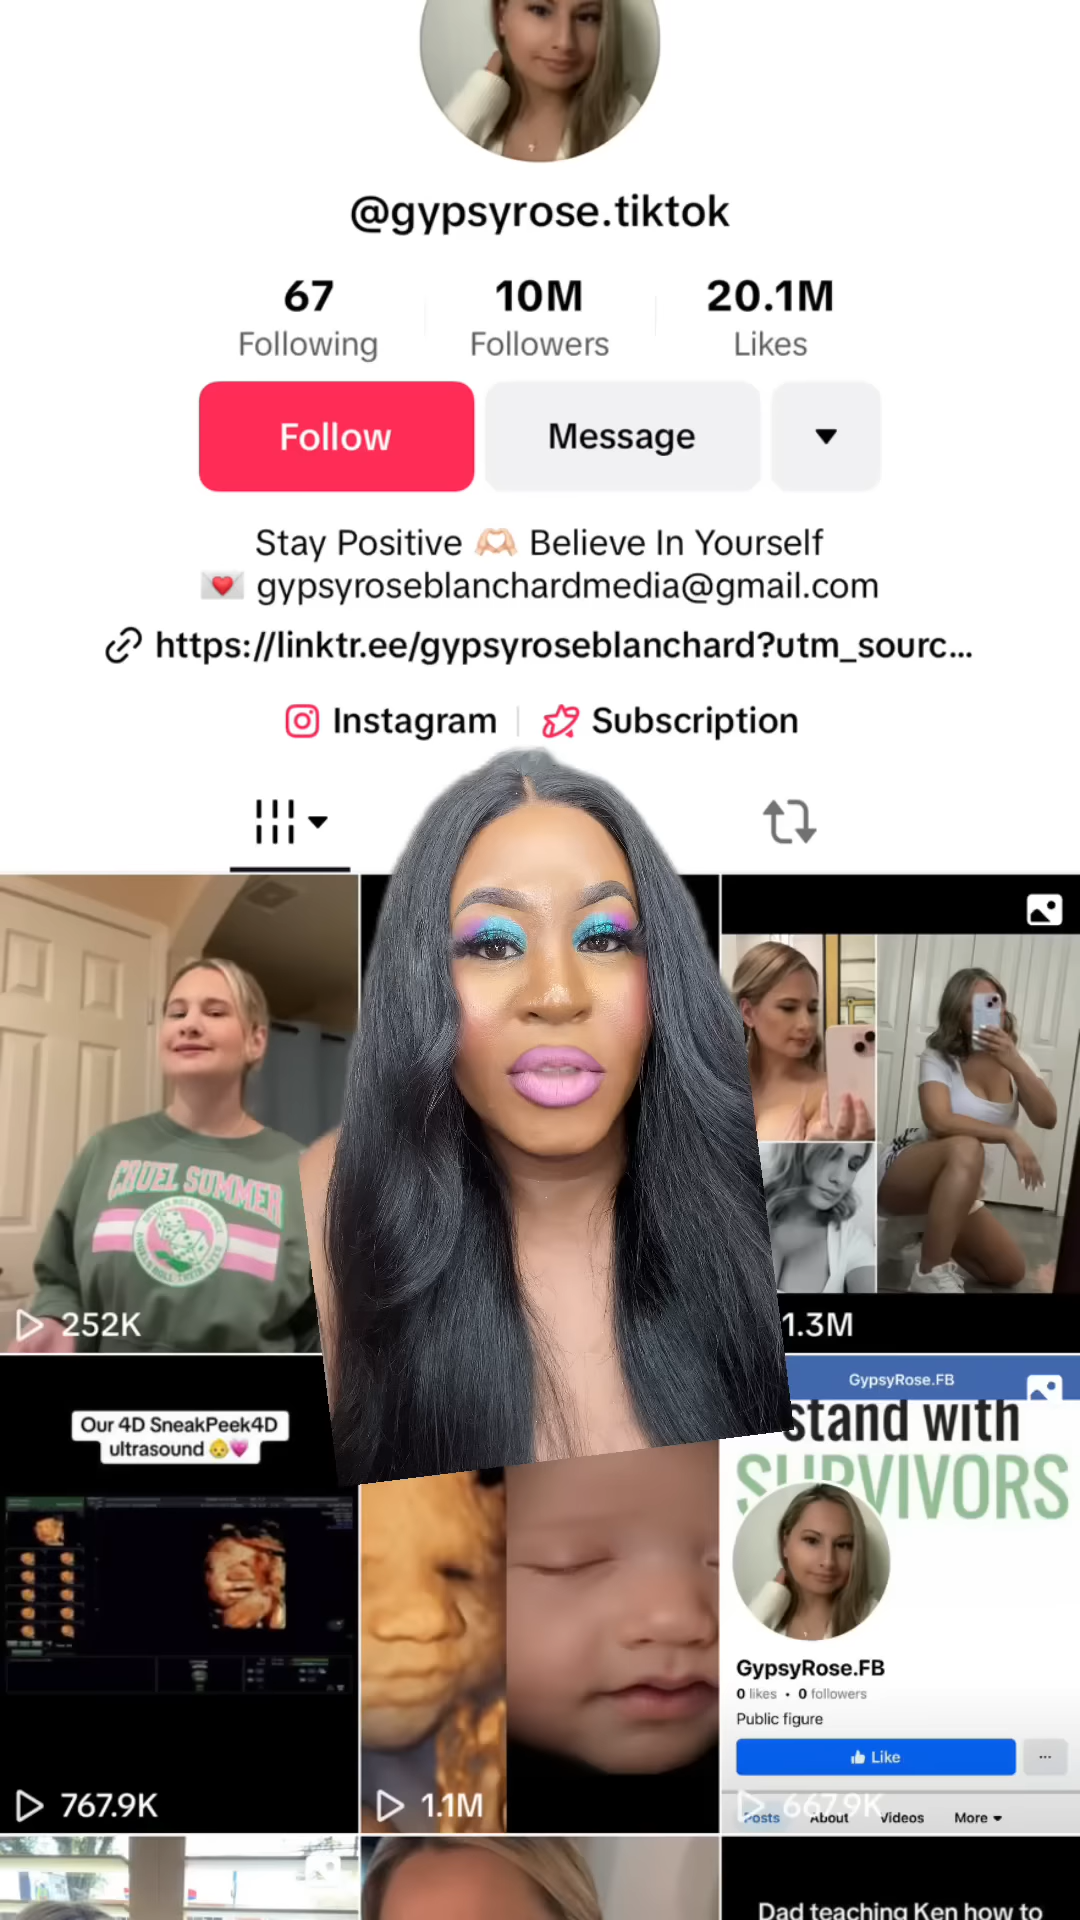 @gypsyrose.tiktok
67
Following
10M
Followers
20.1M
Likes
Follow
Message
Stay Positive 🫶🏻 Believe In Yourself
💌 gypsyroseblanchardmedia@gmail.com
https://linktr.ee/gypsyroseblanchard?utm_sourc...
Instagram
Subscription
CRUEL SUMMER
252K
1.3M
Our 4D SneakPeek4D
ultrasound 👶💗
767.9K
1.1M
GypsyRose.FB
stand with
SURVIVORS
GypsyRose.FB
0 likes • 0 followers
Public figure
Like
...
667.9K
Posts
About
Videos
More
Dad teaching Ken how to